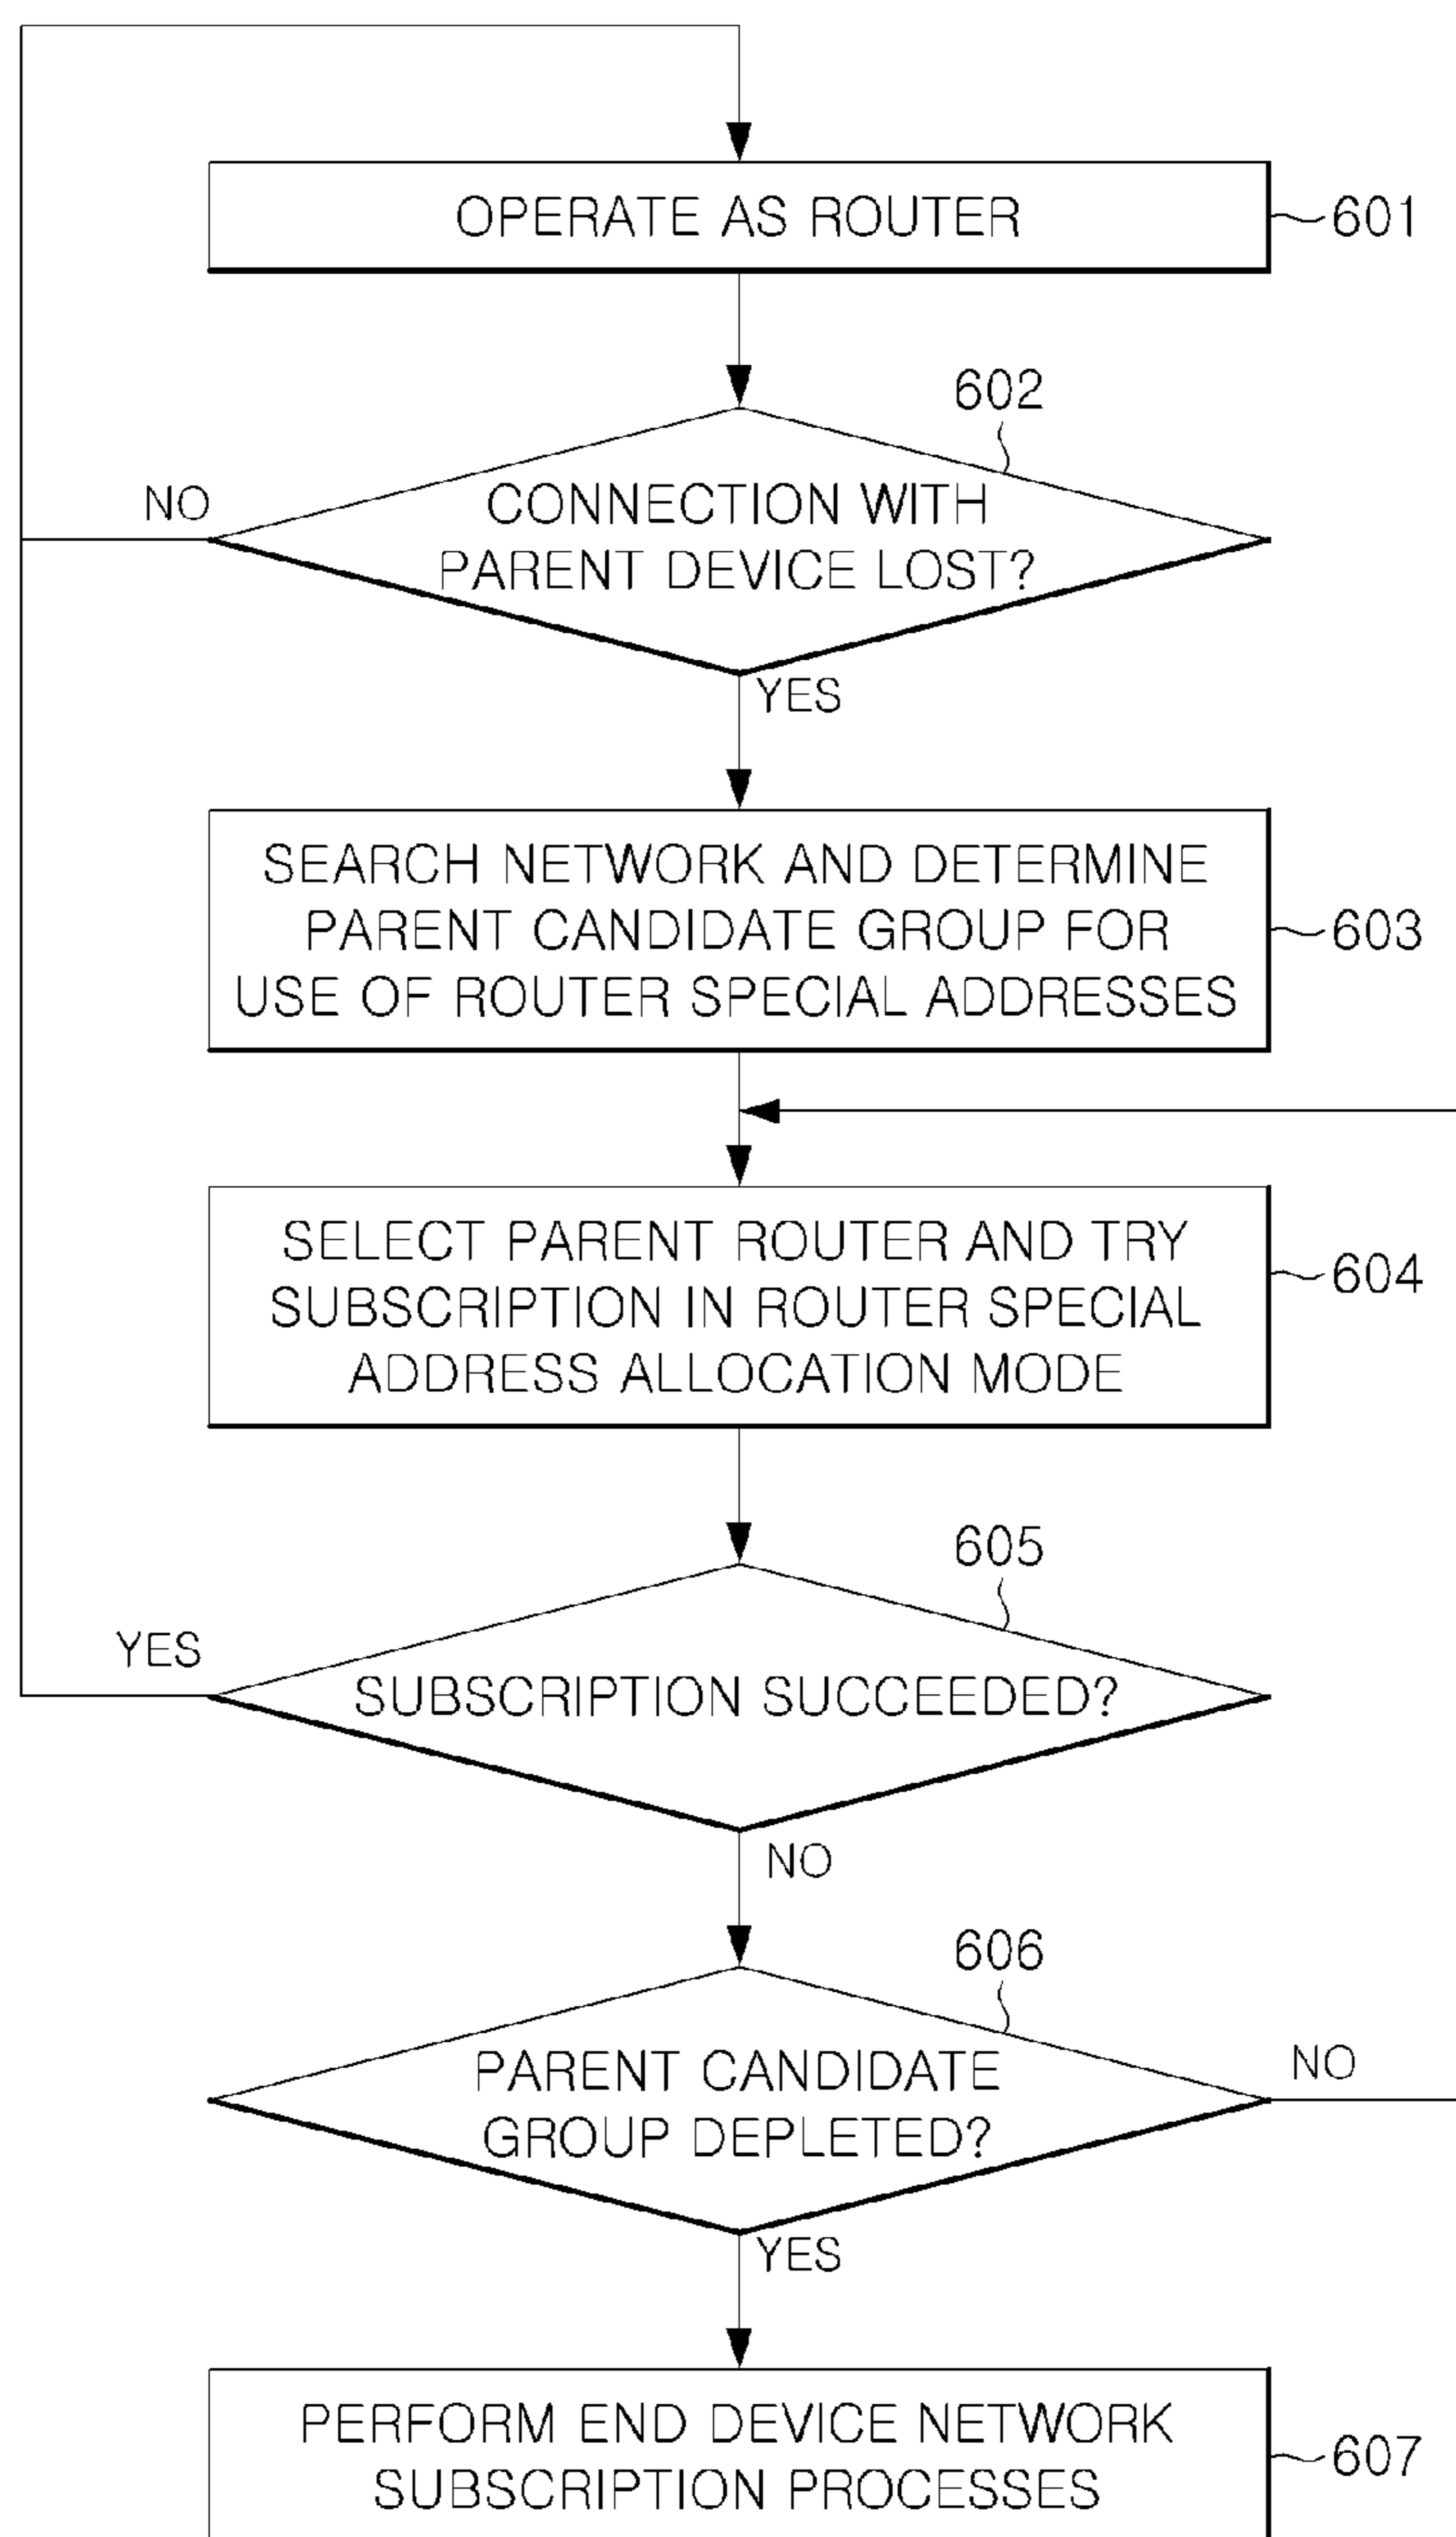 OPERATE AS ROUTER
601
602
CONNECTION WITH
PARENT DEVICE LOST?
NO
YES
SEARCH NETWORK AND DETERMINE
PARENT CANDIDATE GROUP FOR
USE OF ROUTER SPECIAL ADDRESSES
603
SELECT PARENT ROUTER AND TRY
SUBSCRIPTION IN ROUTER SPECIAL
ADDRESS ALLOCATION MODE
604
605
YES
SUBSCRIPTION SUCCEEDED?
NO
606
PARENT CANDIDATE
GROUP DEPLETED?
NO
YES
PERFORM END DEVICE NETWORK
SUBSCRIPTION PROCESSES
607